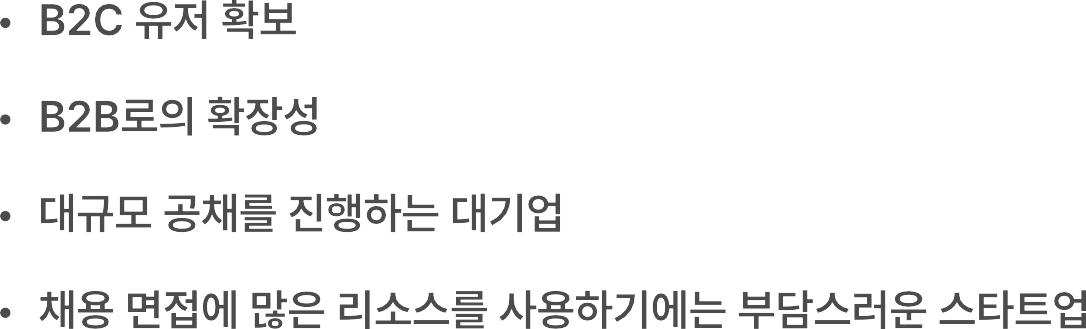 • B2C 유저 확보
• B2B로의 확장성
• 대규모 공채를 진행하는 대기업
• 채용 면접에 많은 리소스를 사용하기에는 부담스러운 스타트업